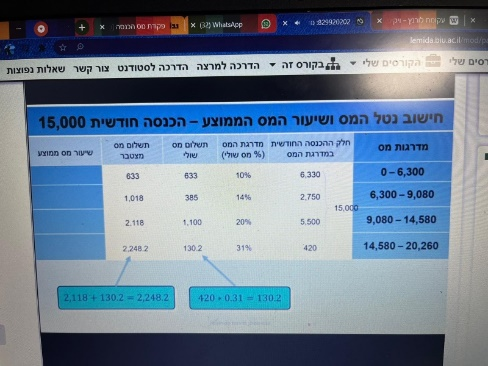 פקודת מס הכנסה
(32) WhatsApp
829920202
עקומת לורנץ – ויק
lemida.biu.ac.il/mod/p
הקורסים שלי
בקורס זה
הדרכה למרצה
הדרכה לסטודנט
צור קשר
שאלות נפוצות
חישוב נטל המס ושיעור המס הממוצע – הכנסה חודשית 15,000
מדרגות מס | חלק ההכנסה החודשית במדרגת המס | מדרגת המס (% מס שולי) | תשלום מס שולי | תשלום מס מצטבר | שיעור מס ממוצע
0 – 6,300 | 6,330 | 10% | 633 | 633
6,300 – 9,080 | 2,750 | 14% | 385 | 1,018
15,000
9,080 – 14,580 | 5,500 | 20% | 1,100 | 2,118
14,580 – 20,260 | 420 | 31% | 130.2 | 2,248.2
2,118 + 130.2 = 2,248.2
420 * 0.31 = 130.2